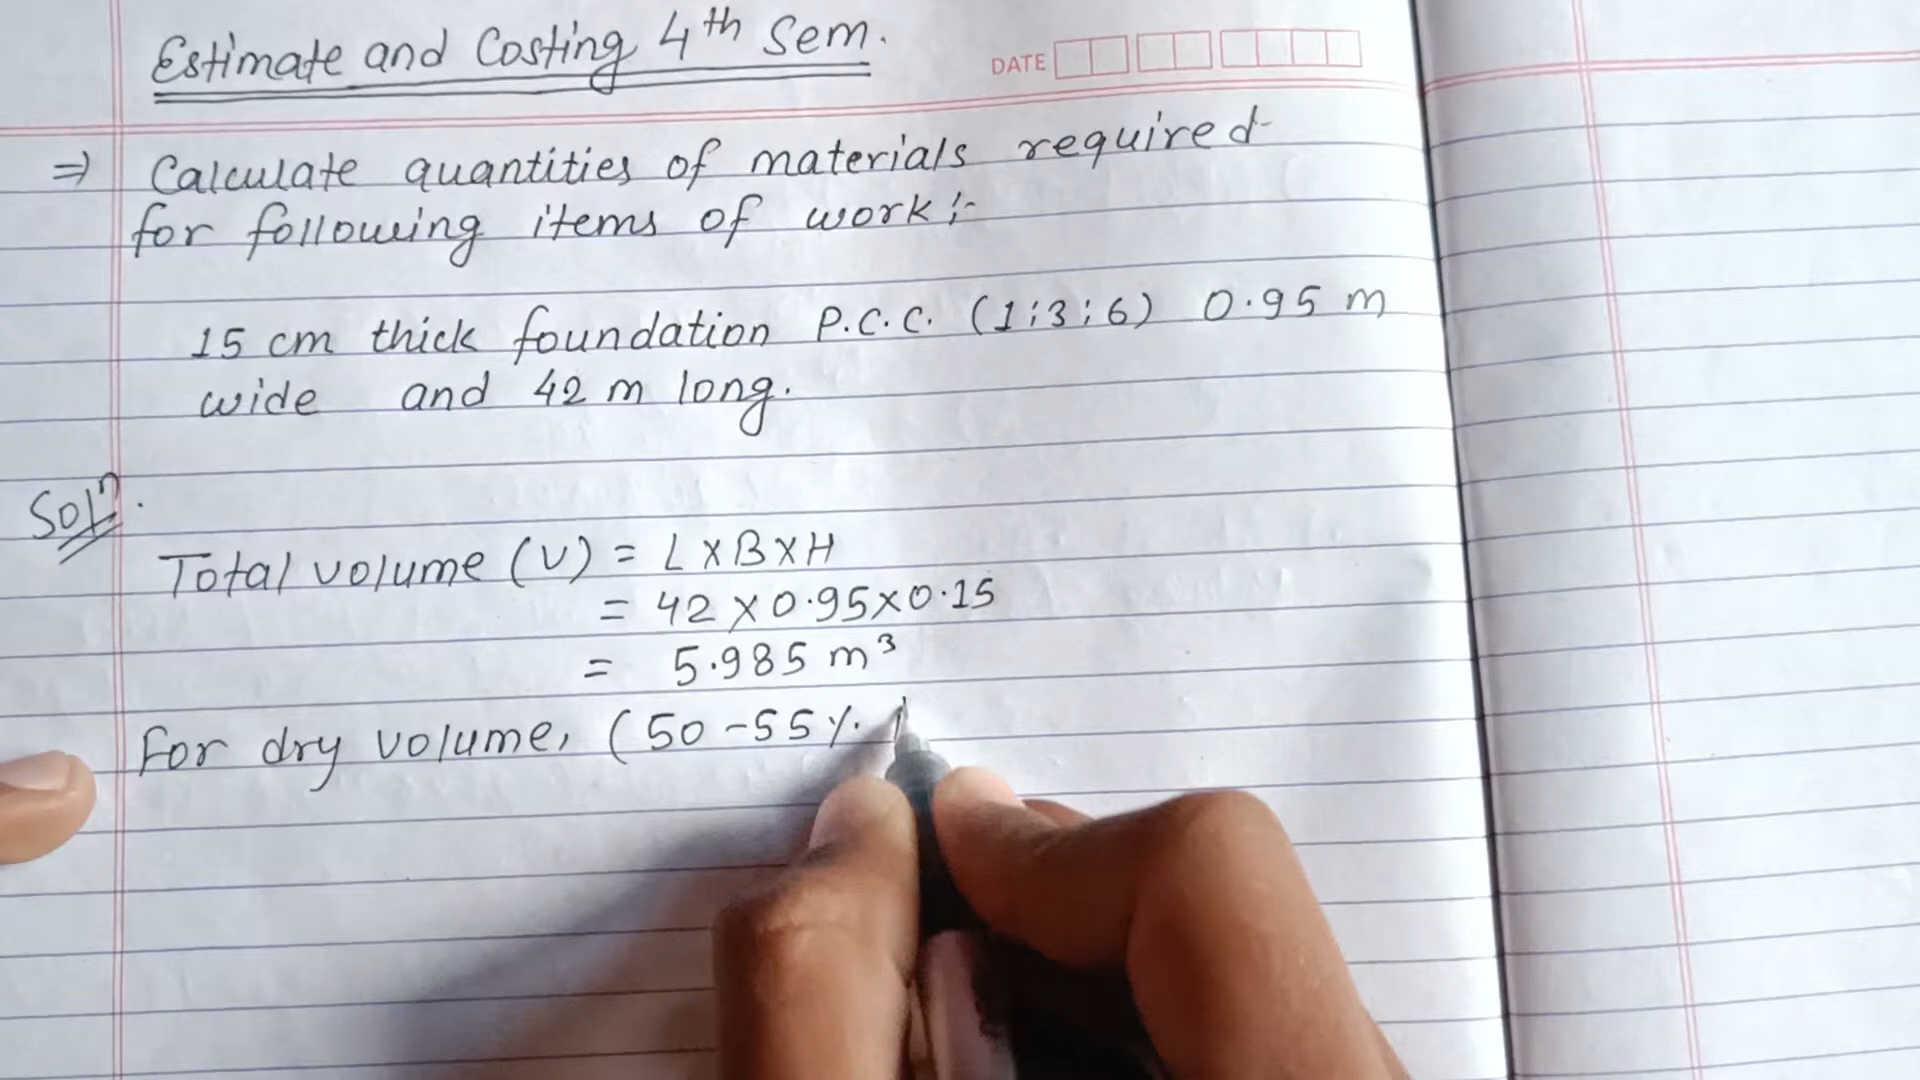 Estimate and Costing 4th Sem.
DATE
⇒ Calculate quantities of materials required
for following items of work:-
15 cm thick foundation P.C.C. (1:3:6) 0.95 m
wide and 42 m long.
Soln.
Total volume (V) = L X B X H
= 42 X 0.95 X 0.15
= 5.985 m³
For dry volume, (50-55%